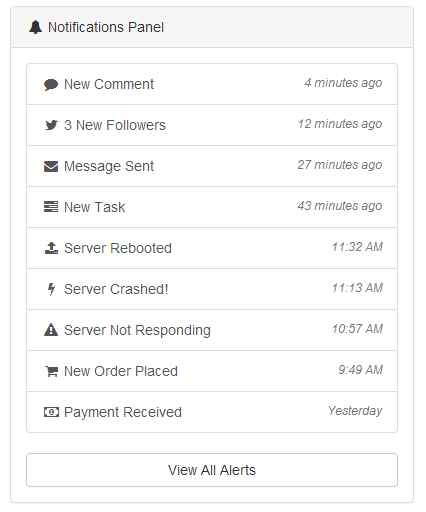 Notifications Panel
New Comment 4 minutes ago
3 New Followers 12 minutes ago
Message Sent 27 minutes ago
New Task 43 minutes ago
Server Rebooted 11:32 AM
Server Crashed! 11:13 AM
Server Not Responding 10:57 AM
New Order Placed 9:49 AM
Payment Received Yesterday
View All Alerts